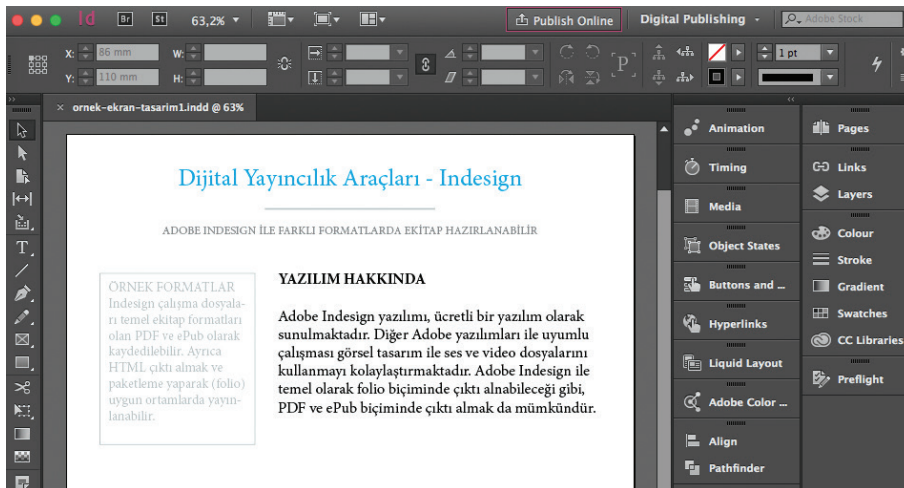 Id Br St 63,2% Publish Online Digital Publishing Adobe Stock
X: 86 mm W: 1 pt
Y: 110 mm H:
ornek-ekran-tasarim1.indd @ 63%
Dijital Yayıncılık Araçları - Indesign
ADOBE INDESIGN İLE FARKLI FORMATLARDA EKİTAP HAZIRLANABİLİR
ÖRNEK FORMATLAR
Indesign çalışma dosyala-
rı temel ekitap formatları
olan PDF ve ePub olarak
kaydedilebilir. Ayrıca
HTML çıktı almak ve
paketleme yaparak (folio)
uygun ortamlarda yayın-
lanabilir.
YAZILIM HAKKINDA
Adobe Indesign yazılımı, ücretli bir yazılım olarak
sunulmaktadır. Diğer Adobe yazılımları ile uyumlu
çalışması görsel tasarım ile ses ve video dosyalarını
kullanmayı kolaylaştırmaktadır. Adobe Indesign ile
temel olarak folio biçiminde çıktı alnabileceği gibi,
PDF ve ePub biçiminde çıktı almak da mümkündür.
Animation
Timing
Media
Object States
Buttons and ...
Hyperlinks
Liquid Layout
Adobe Color ...
Align
Pathfinder
Pages
Links
Layers
Colour
Stroke
Gradient
Swatches
CC Libraries
Preflight